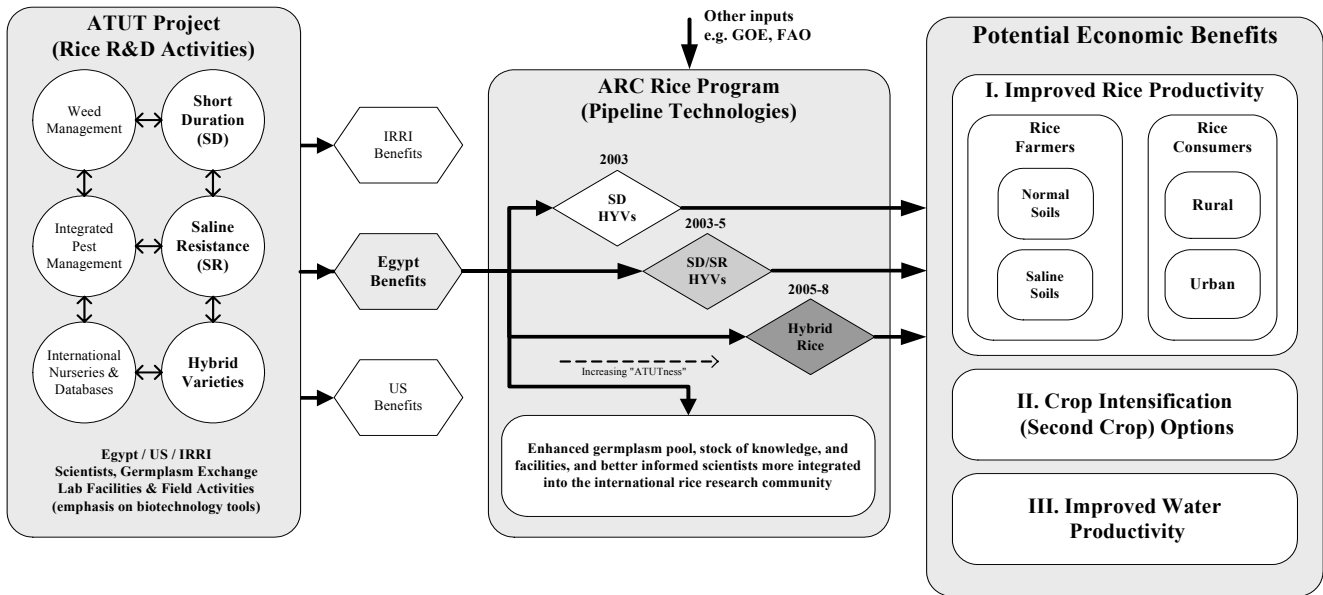 ATUT Project
(Rice R&D Activities)
Weed
Management
Short
Duration
(SD)
Integrated
Pest
Management
Saline
Resistance
(SR)
International
Nurseries &
Databases
Hybrid
Varieties
Egypt / US / IRRI
Scientists, Germplasm Exchange
Lab Facilities & Field Activities
(emphasis on biotechnology tools)
IRRI
Benefits
Egypt
Benefits
US
Benefits
Other inputs
e.g. GOE, FAO
ARC Rice Program
(Pipeline Technologies)
2003
SD
HYVs
2003-5
SD/SR
HYVs
2005-8
Hybrid
Rice
Increasing "ATUTness"
Enhanced germplasm pool, stock of knowledge, and
facilities, and better informed scientists more integrated
into the international rice research community
Potential Economic Benefits
I. Improved Rice Productivity
Rice
Farmers
Normal
Soils
Saline
Soils
Rice
Consumers
Rural
Urban
II. Crop Intensification
(Second Crop) Options
III. Improved Water
Productivity